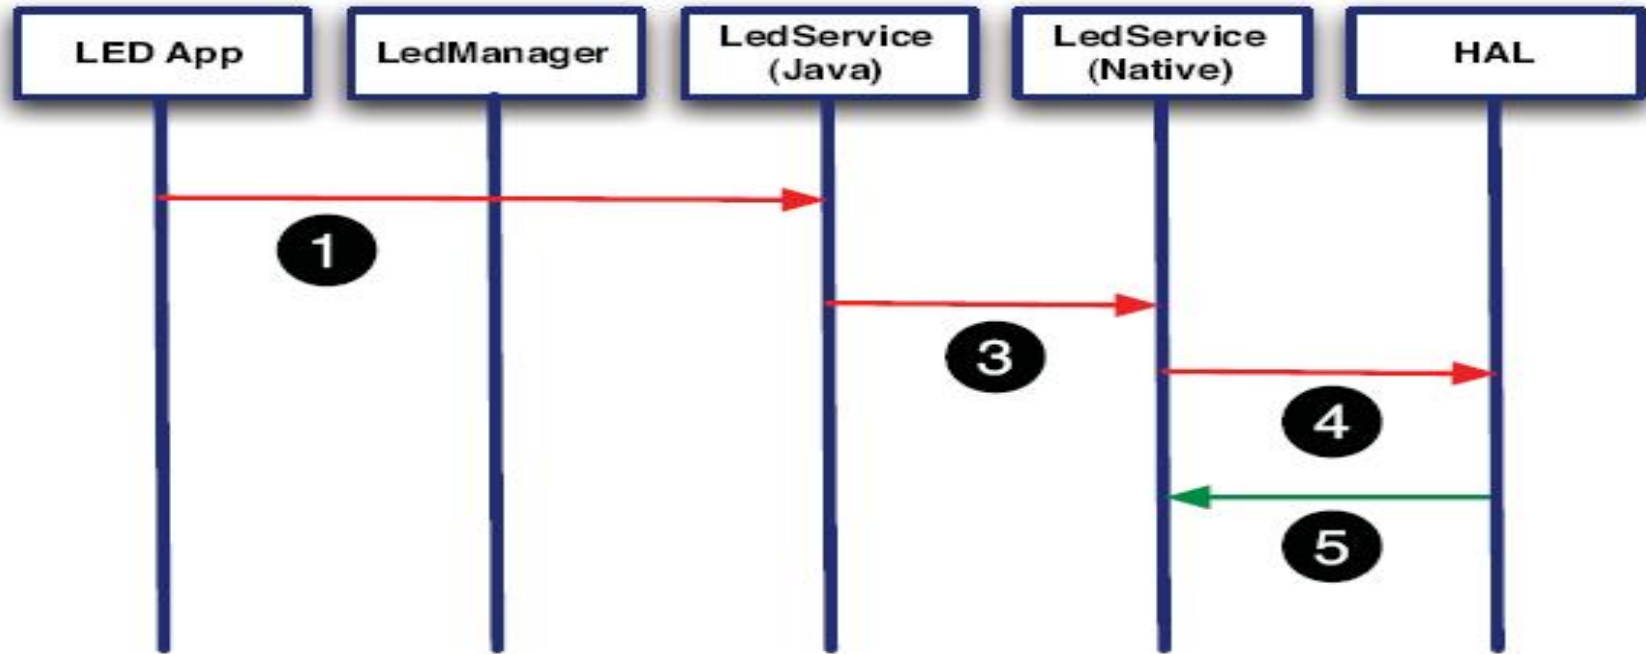 LED App
LedManager
LedService
(Java)
LedService
(Native)
HAL
1
3
4
5